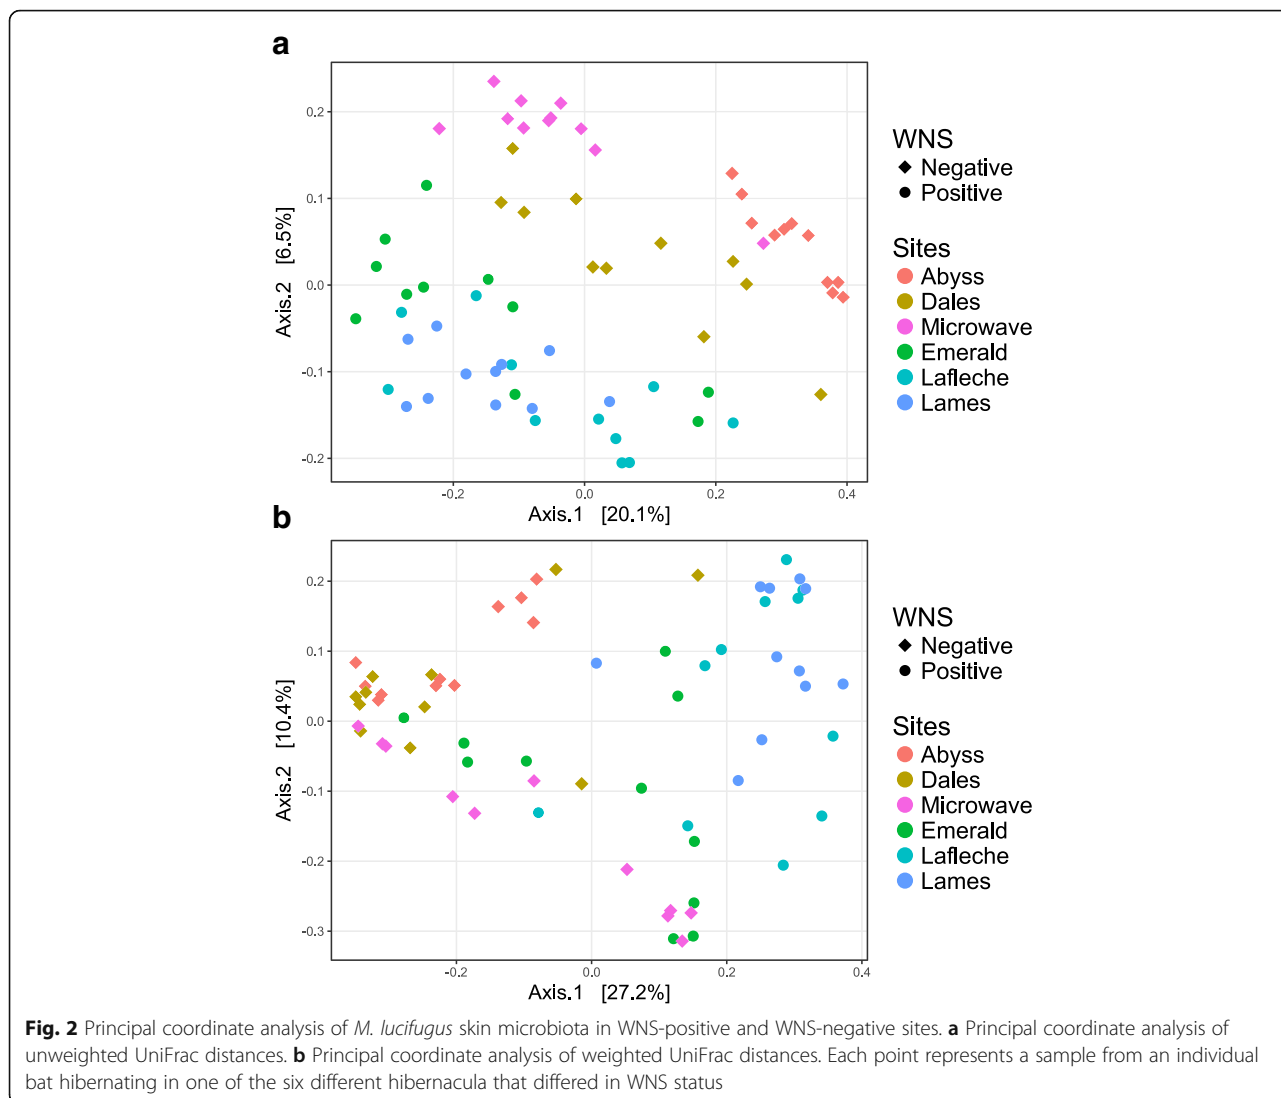 a
0.2
0.1
0.0
-0.1
-0.2
Axis.2 [6.5%]
-0.2
0.0
0.2
0.4
Axis.1 [20.1%]
WNS
Negative
Positive
Sites
Abyss
Dales
Microwave
Emerald
Lafleche
Lames
b
0.2
0.1
0.0
-0.1
-0.2
-0.3
Axis.2 [10.4%]
-0.2
0.0
0.2
0.4
Axis.1 [27.2%]
WNS
Negative
Positive
Sites
Abyss
Dales
Microwave
Emerald
Lafleche
Lames
Fig. 2 Principal coordinate analysis of M. lucifugus skin microbiota in WNS-positive and WNS-negative sites. a Principal coordinate analysis of
unweighted UniFrac distances. b Principal coordinate analysis of weighted UniFrac distances. Each point represents a sample from an individual
bat hibernating in one of the six different hibernacula that differed in WNS status